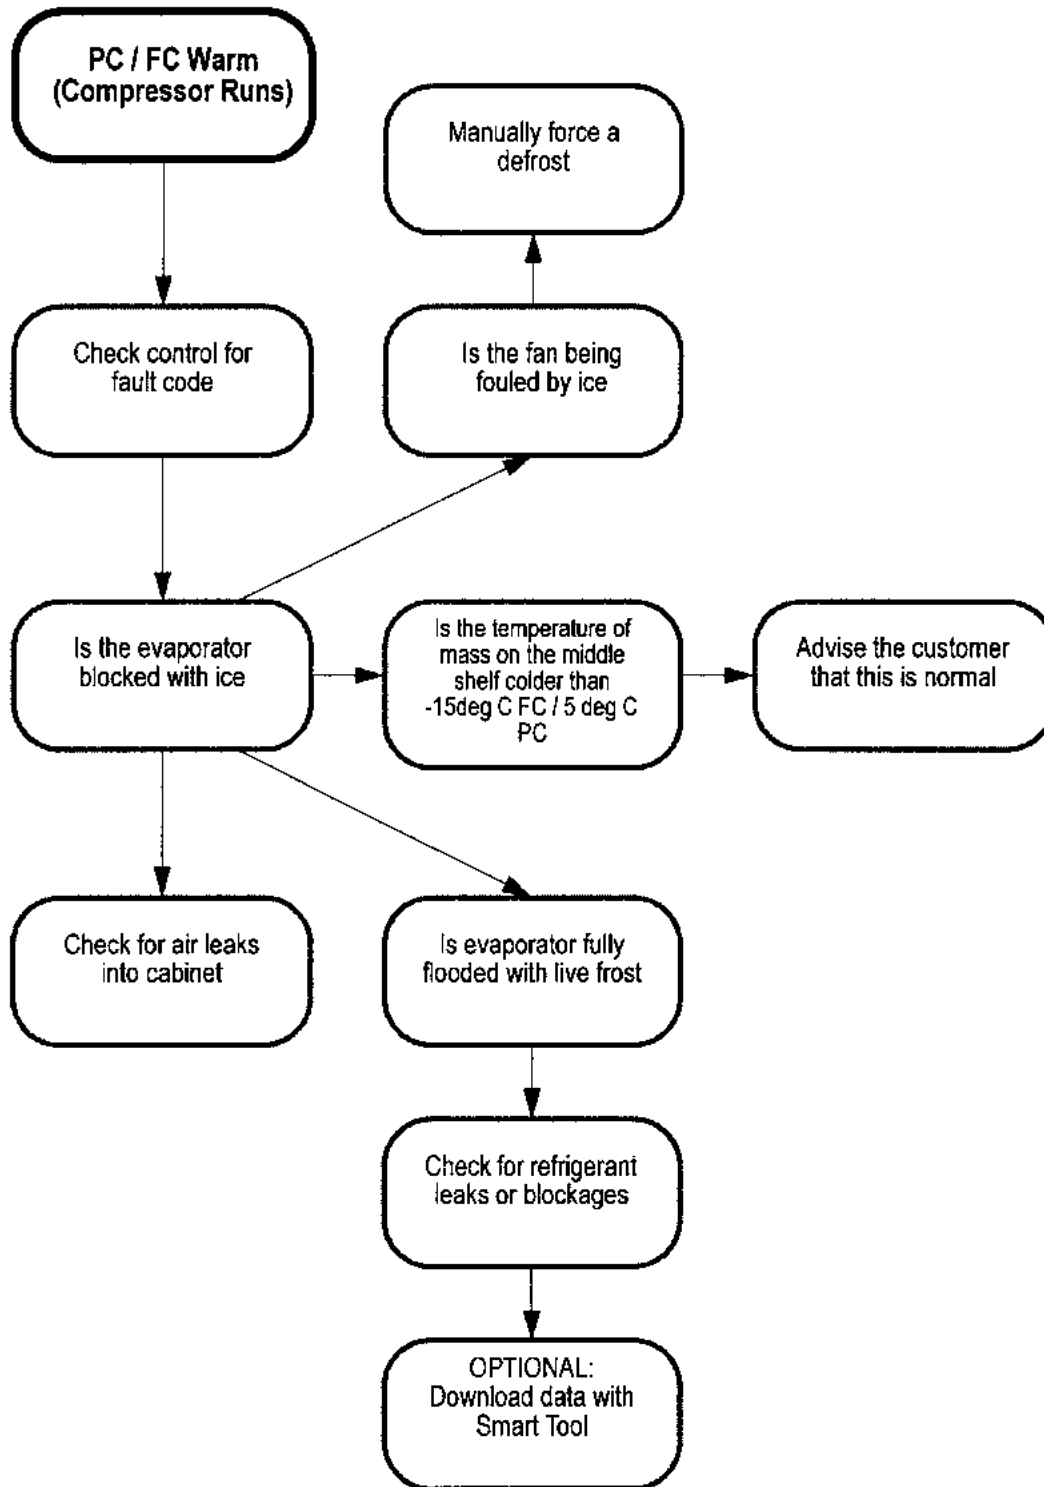 PC / FC Warm
(Compressor Runs)
Manually force a
defrost
Check control for
fault code
Is the fan being
fouled by ice
Is the evaporator
blocked with ice
Is the temperature of
mass on the middle
shelf colder than
-15deg C FC / 5 deg C
PC
Advise the customer
that this is normal
Check for air leaks
into cabinet
Is evaporator fully
flooded with live frost
Check for refrigerant
leaks or blockages
OPTIONAL:
Download data with
Smart Tool